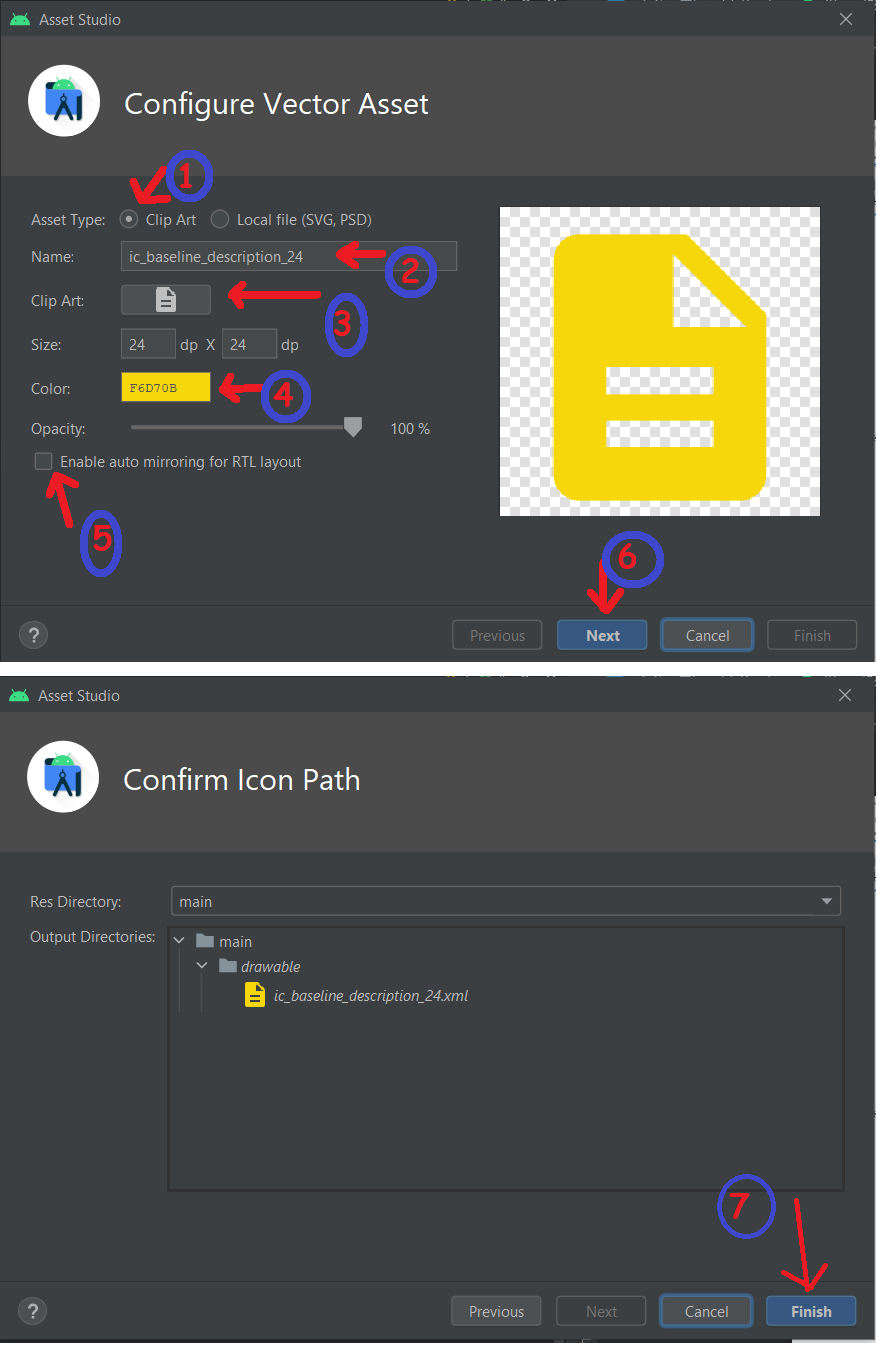 Asset Studio
Configure Vector Asset
1
Asset Type: Clip Art Local file (SVG, PSD)
Name: ic_baseline_description_24
2
Clip Art:
3
Size: 24 dp X 24 dp
Color: F6D70B
4
Opacity: 100 %
Enable auto mirroring for RTL layout
5
6
? Previous Next Cancel Finish
Asset Studio
Confirm Icon Path
Res Directory: main
Output Directories: main
drawable
ic_baseline_description_24.xml
7
? Previous Next Cancel Finish